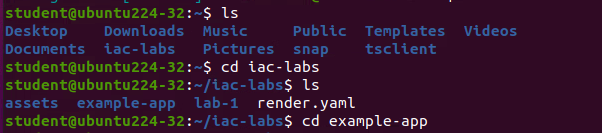 student@ubuntu224-32:~$ ls
Desktop Downloads Music Public Templates Videos
Documents iac-labs Pictures snap tsclient
student@ubuntu224-32:~$ cd iac-labs
student@ubuntu224-32:~/iac-labs$ ls
assets example-app lab-1 render.yaml
student@ubuntu224-32:~/iac-labs$ cd example-app